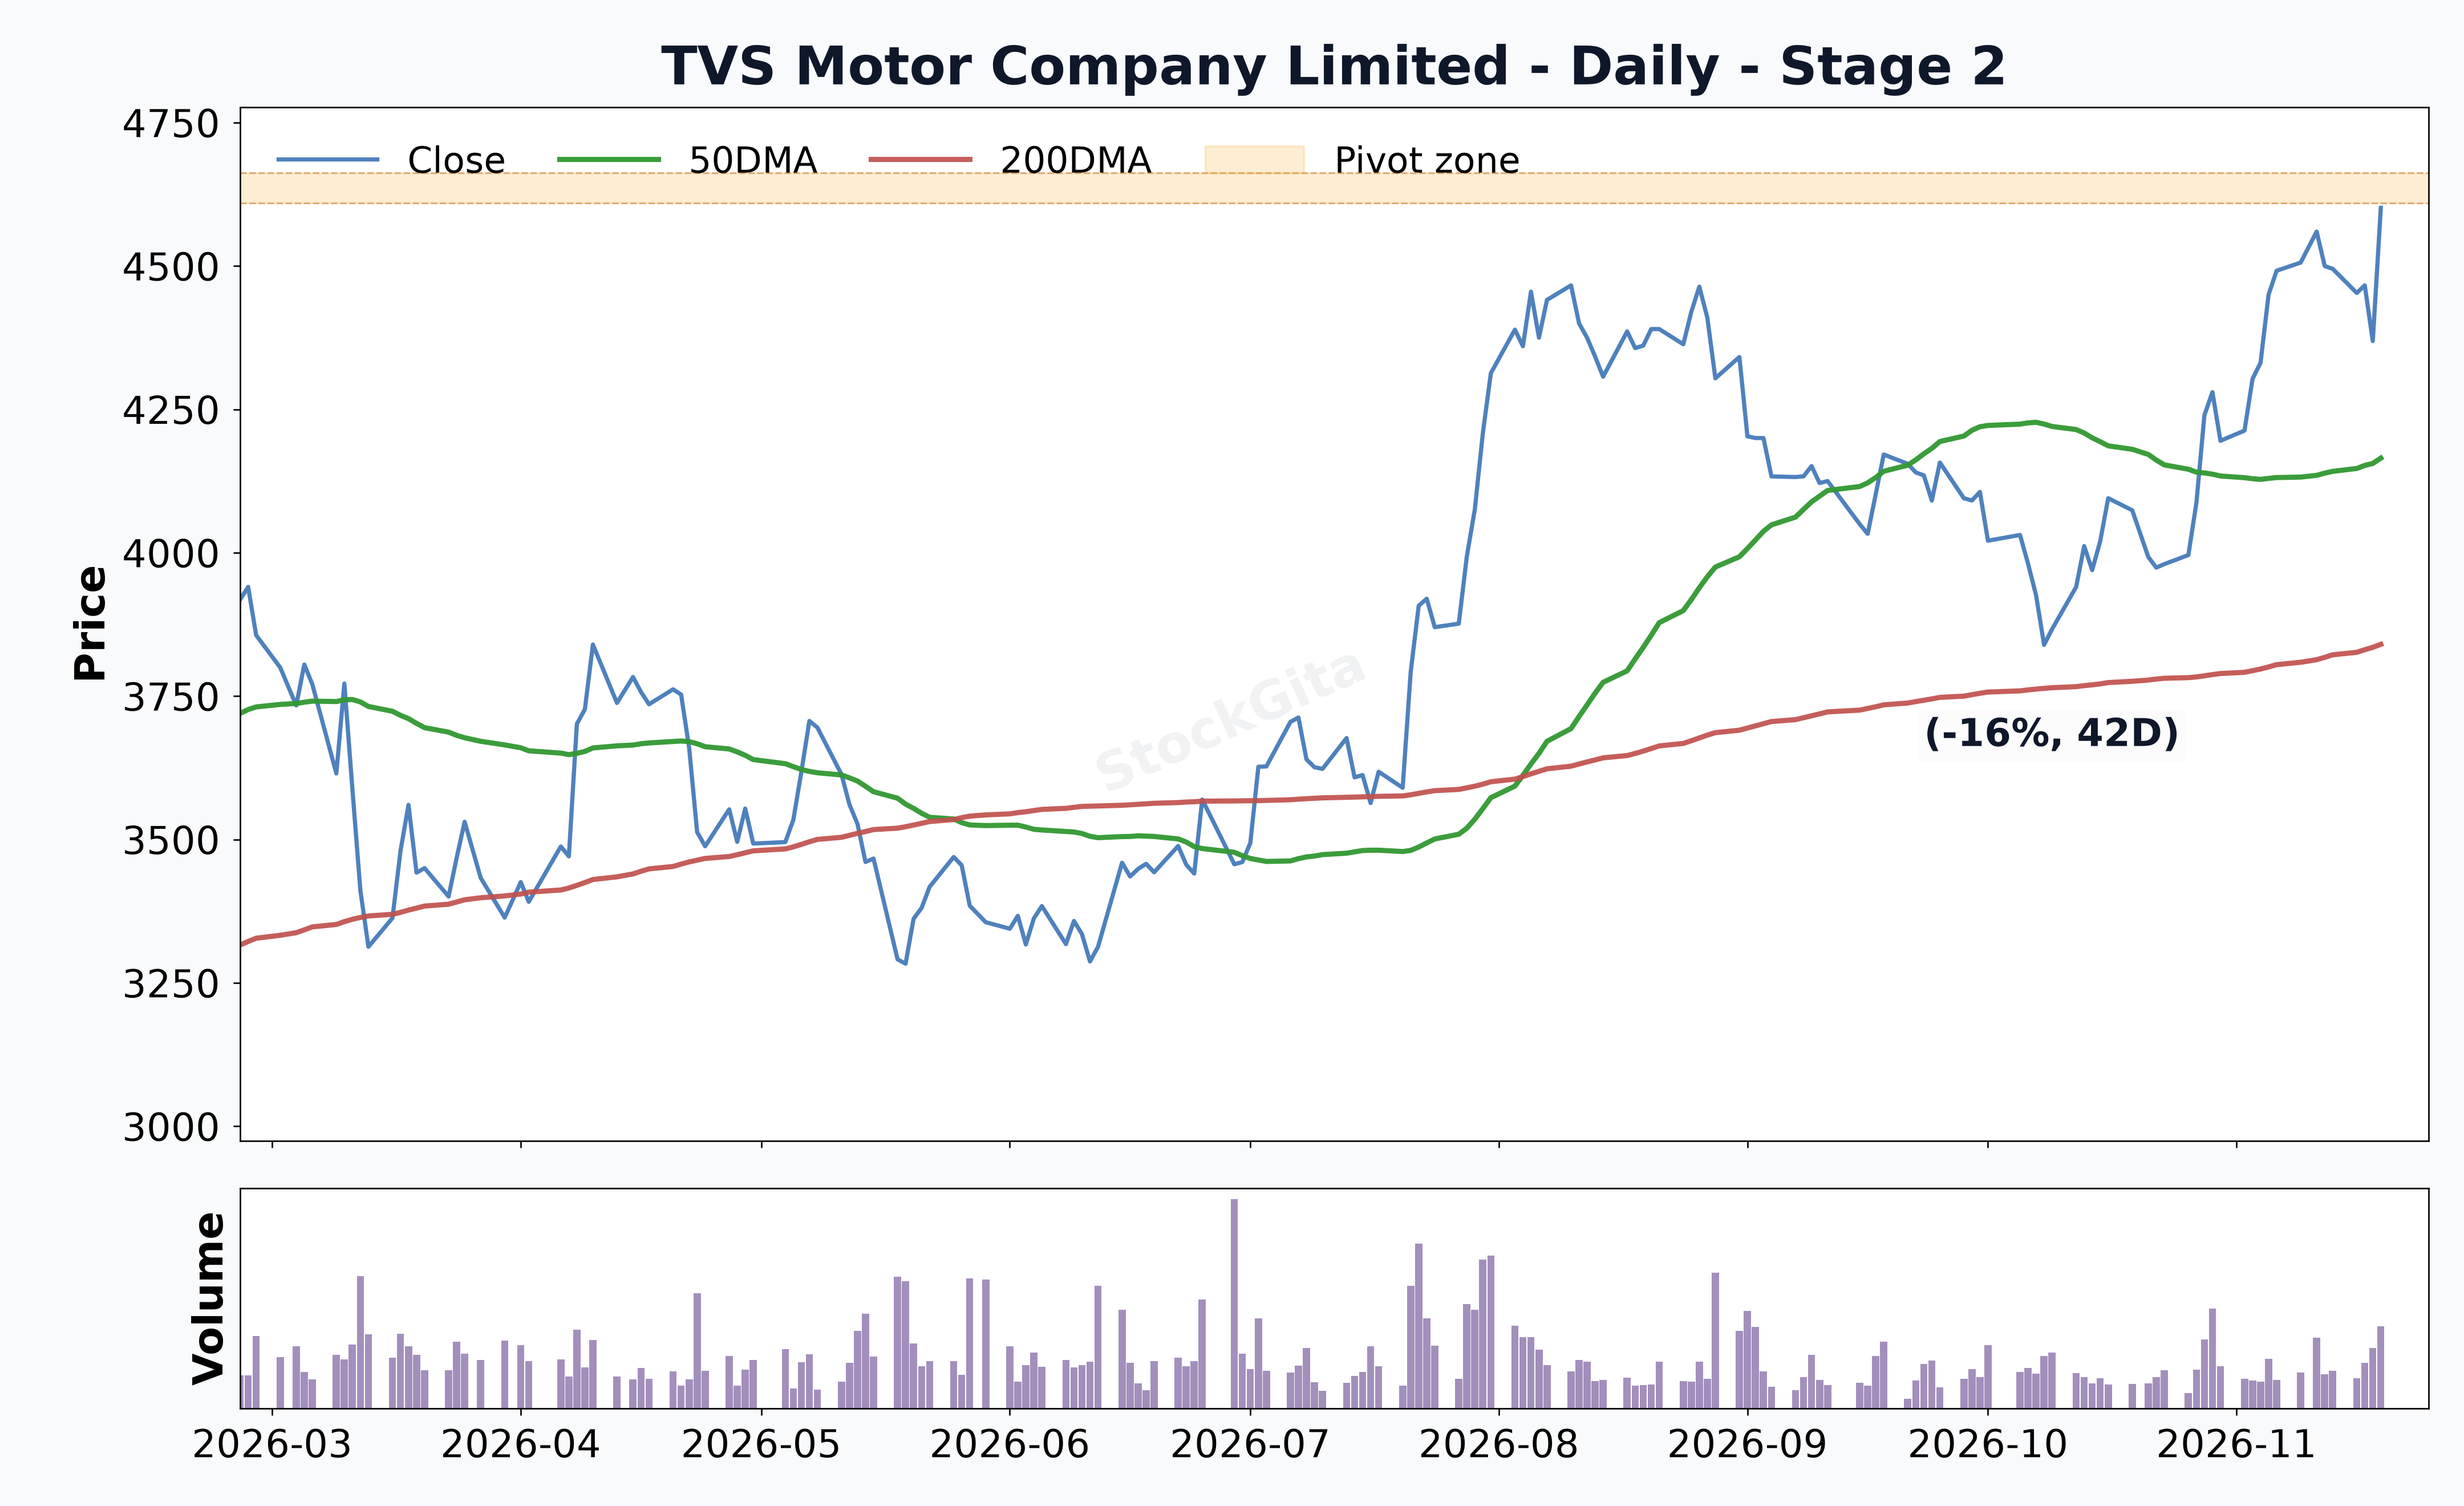 TVS Motor Company Limited - Daily - Stage 2
Close 50DMA 200DMA Pivot zone
4750
4500
4250
4000
3750
3500
3250
3000
Price
StockGita
(-16%, 42D)
Volume
2026-03 2026-04 2026-05 2026-06 2026-07 2026-08 2026-09 2026-10 2026-11